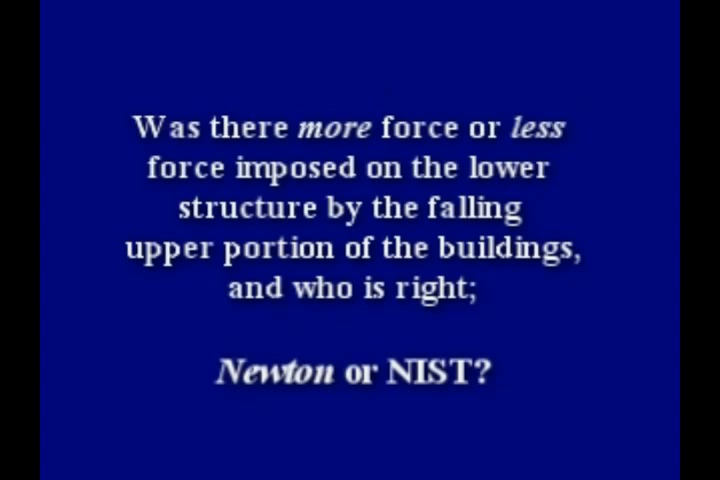 Was there more force or less
force imposed on the lower
structure by the falling
upper portion of the buildings,
and who is right;
Newton or NIST?